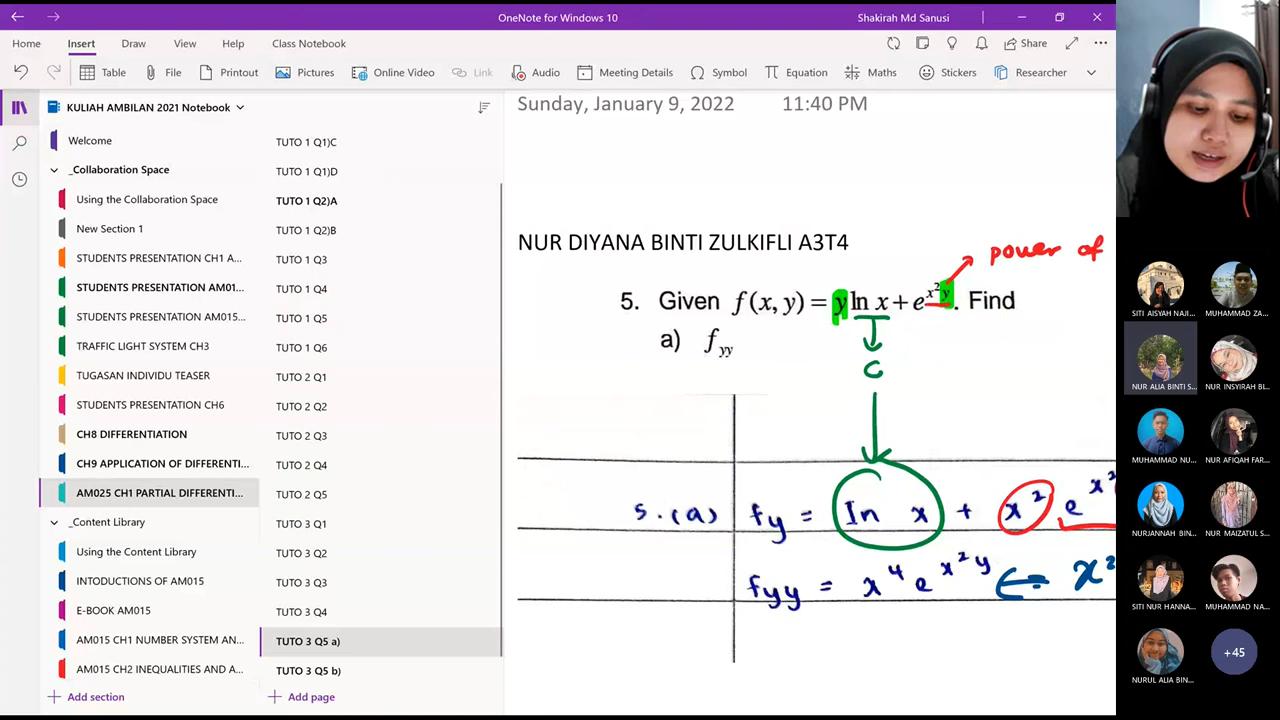 OneNote for Windows 10
Shakirah Md Sanusi
Home Insert Draw View Help Class Notebook
Share
Table File Printout Pictures Online Video Link Audio Meeting Details Symbol Equation Maths Stickers Researcher
KULIAH AMBILAN 2021 Notebook
Welcome
_Collaboration Space
Using the Collaboration Space
New Section 1
STUDENTS PRESENTATION CH1 A...
STUDENTS PRESENTATION AM01...
STUDENTS PRESENTATION AM015...
TRAFFIC LIGHT SYSTEM CH3
TUGASAN INDIVIDU TEASER
STUDENTS PRESENTATION CH6
CH8 DIFFERENTIATION
CH9 APPLICATION OF DIFFERENTI...
AM025 CH1 PARTIAL DIFFERENTI...
_Content Library
Using the Content Library
INTODUCTIONS OF AM015
E-BOOK AM015
AM015 CH1 NUMBER SYSTEM AN...
AM015 CH2 INEQUALITIES AND A...
Add section
TUTO 1 Q1)C
TUTO 1 Q1)D
TUTO 1 Q2)A
TUTO 1 Q2)B
TUTO 1 Q3
TUTO 1 Q4
TUTO 1 Q5
TUTO 1 Q6
TUTO 2 Q1
TUTO 2 Q2
TUTO 2 Q3
TUTO 2 Q4
TUTO 2 Q5
TUTO 3 Q1
TUTO 3 Q2
TUTO 3 Q3
TUTO 3 Q4
TUTO 3 Q5 a)
TUTO 3 Q5 b)
Add page
Sunday, January 9, 2022 11:40 PM
NUR DIYANA BINTI ZULKIFLI A3T4
power of
5. Given f(x, y) = y ln x + e^{x²y}. Find
a) f_yy
C
5.(a) fy = ln x + x² e^{x²
fyy = x⁴ e^{x²y} ⇐ x²
SITI AISYAH NAJI... MUHAMMAD ZA...
NUR ALIA BINTI S... NUR INSYIRAH BI...
MUHAMMAD NU... NUR AFIQAH FAR...
NURJANNAH BIN... NUR MAIZATUL S...
SITI NUR HANNA... MUHAMMAD NA...
NURUL ALIA BIN... +45